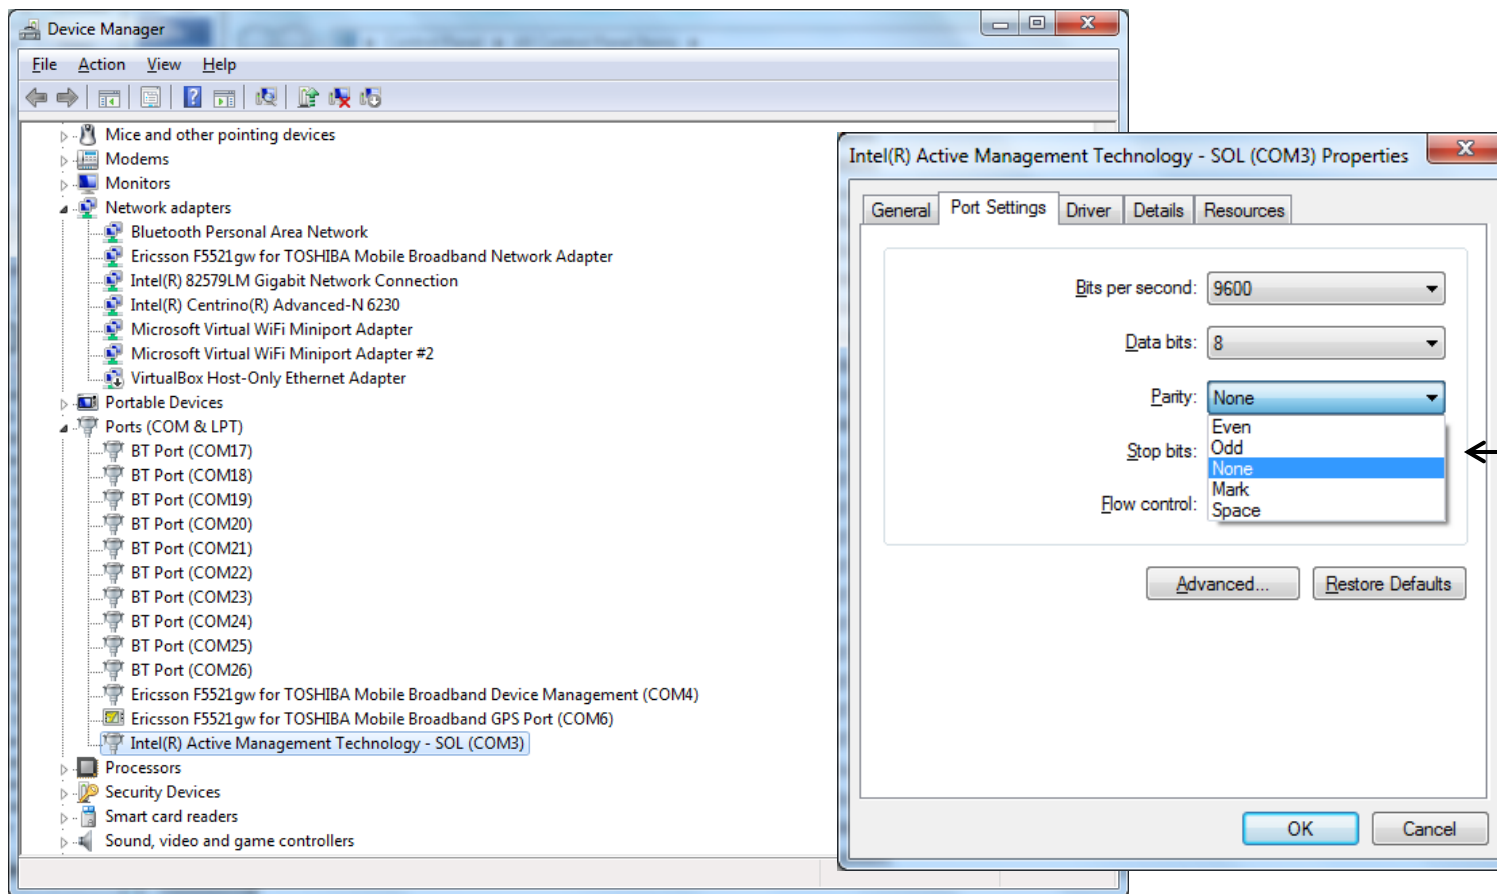 Device Manager
File Action View Help
Mice and other pointing devices
Modems
Monitors
Network adapters
Bluetooth Personal Area Network
Ericsson F5521gw for TOSHIBA Mobile Broadband Network Adapter
Intel(R) 82579LM Gigabit Network Connection
Intel(R) Centrino(R) Advanced-N 6230
Microsoft Virtual WiFi Miniport Adapter
Microsoft Virtual WiFi Miniport Adapter #2
VirtualBox Host-Only Ethernet Adapter
Portable Devices
Ports (COM & LPT)
BT Port (COM17)
BT Port (COM18)
BT Port (COM19)
BT Port (COM20)
BT Port (COM21)
BT Port (COM22)
BT Port (COM23)
BT Port (COM24)
BT Port (COM25)
BT Port (COM26)
Ericsson F5521gw for TOSHIBA Mobile Broadband Device Management (COM4)
Ericsson F5521gw for TOSHIBA Mobile Broadband GPS Port (COM6)
Intel(R) Active Management Technology - SOL (COM3)
Processors
Security Devices
Smart card readers
Sound, video and game controllers
Intel(R) Active Management Technology - SOL (COM3) Properties
General Port Settings Driver Details Resources
Bits per second: 9600
Data bits: 8
Parity: None
Even
Stop bits: Odd
None
Mark
Flow control: Space
Advanced... Restore Defaults
OK Cancel